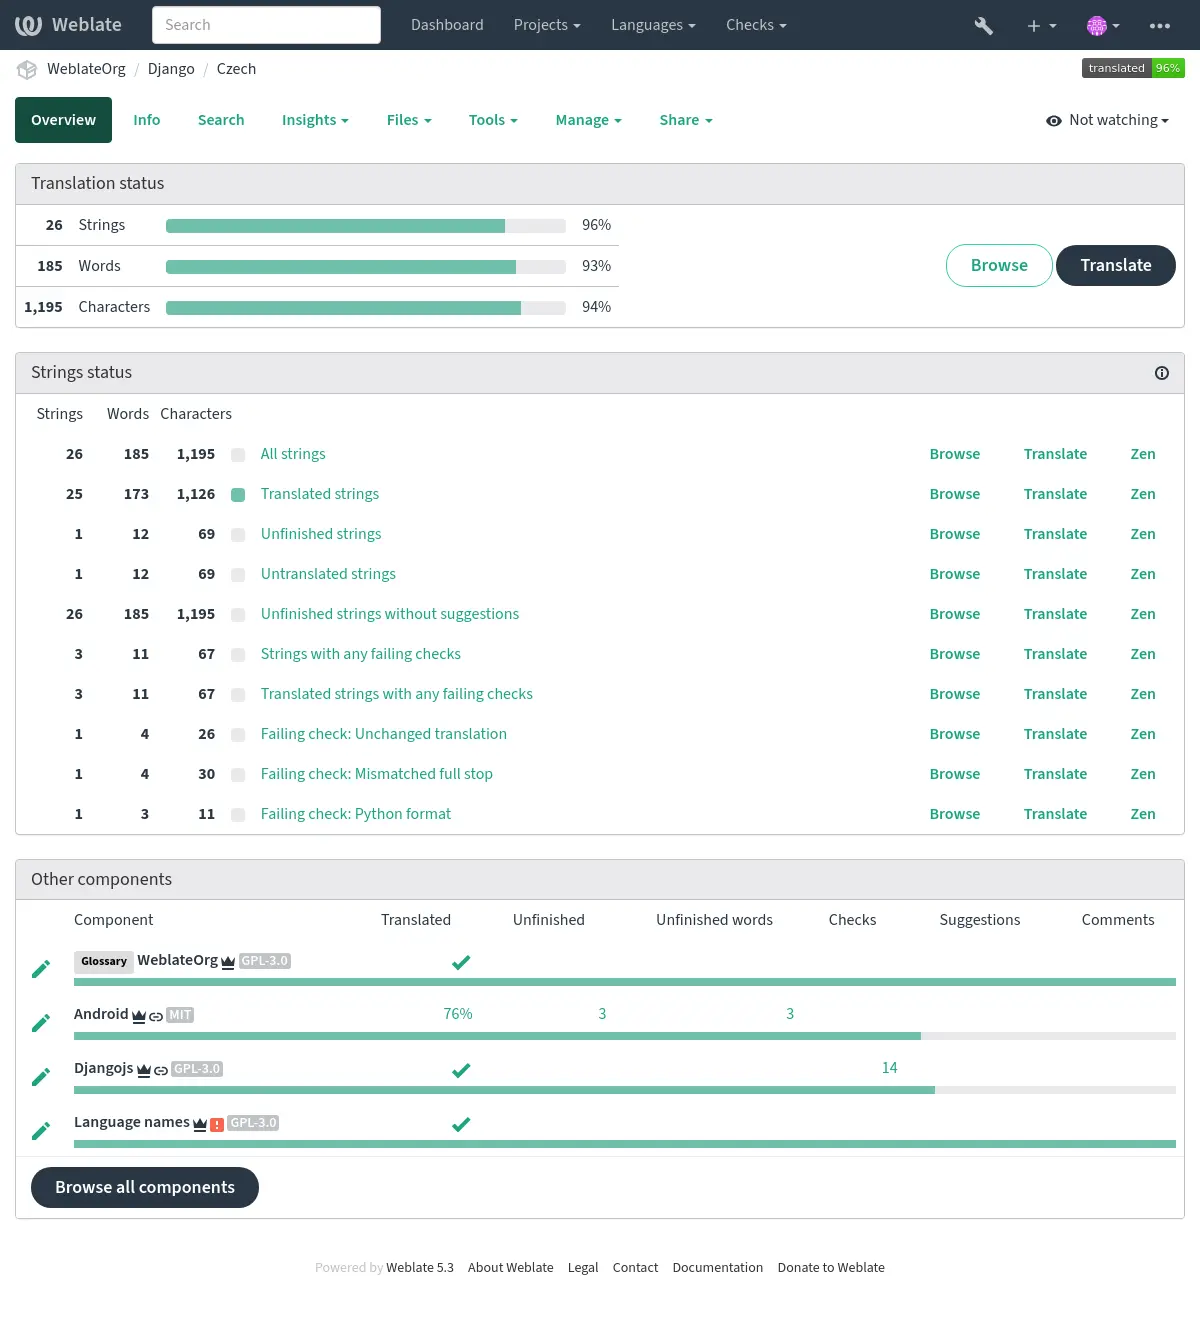 Weblate Search Dashboard Projects Languages Checks
WeblateOrg / Django / Czech translated 96%
Overview Info Search Insights Files Tools Manage Share Not watching
Translation status
26 Strings 96%
185 Words 93%
1,195 Characters 94%
Browse Translate
Strings status
Strings Words Characters
26 185 1,195 All strings Browse Translate Zen
25 173 1,126 Translated strings Browse Translate Zen
1 12 69 Unfinished strings Browse Translate Zen
1 12 69 Untranslated strings Browse Translate Zen
26 185 1,195 Unfinished strings without suggestions Browse Translate Zen
3 11 67 Strings with any failing checks Browse Translate Zen
3 11 67 Translated strings with any failing checks Browse Translate Zen
1 4 26 Failing check: Unchanged translation Browse Translate Zen
1 4 30 Failing check: Mismatched full stop Browse Translate Zen
1 3 11 Failing check: Python format Browse Translate Zen
Other components
Component Translated Unfinished Unfinished words Checks Suggestions Comments
Glossary WeblateOrg GPL-3.0
Android MIT 76% 3 3
Djangojs GPL-3.0 14
Language names GPL-3.0
Browse all components
Powered by Weblate 5.3 About Weblate Legal Contact Documentation Donate to Weblate